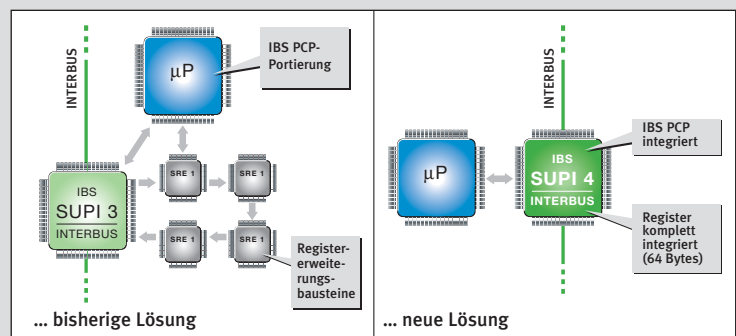 INTERBUS
µP
IBS PCP-
Portierung
IBS
SUPI 3
INTERBUS
SRE 1
SRE 1
SRE 1
SRE 1
Register-
erweite-
rungs-
bausteine
... bisherige Lösung
INTERBUS
µP
IBS
SUPI 4
INTERBUS
IBS PCP
integriert
Register
komplett
integriert
(64 Bytes)
... neue Lösung